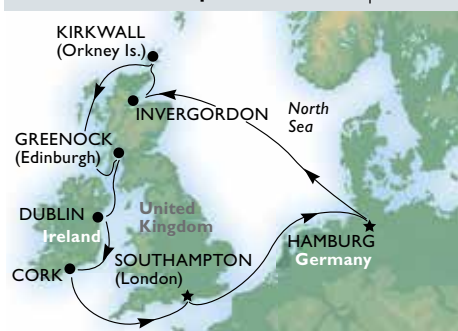 KIRKWALL
(Orkney Is.)
INVERGORDON
North
Sea
GREENOCK
(Edinburgh)
DUBLIN
Ireland
United
Kingdom
CORK
SOUTHAMPTON
(London)
HAMBURG
Germany